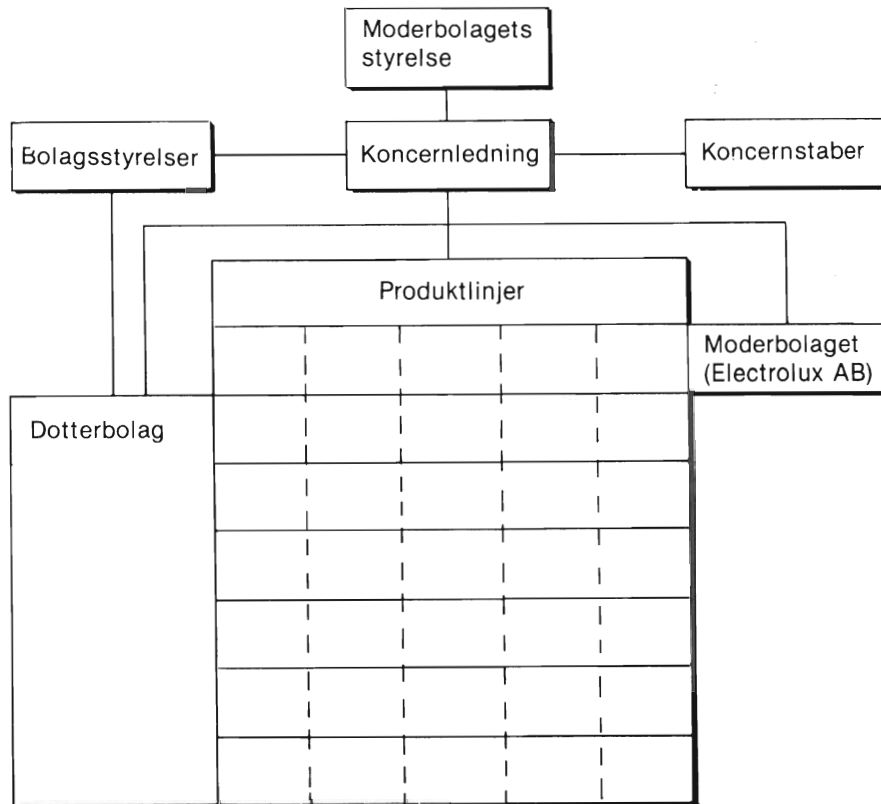 Moderbolagets
styrelse
Bolagsstyrelser
Koncernledning
Koncernstaber
Produktlinjer
Moderbolaget
(Electrolux AB)
Dotterbolag